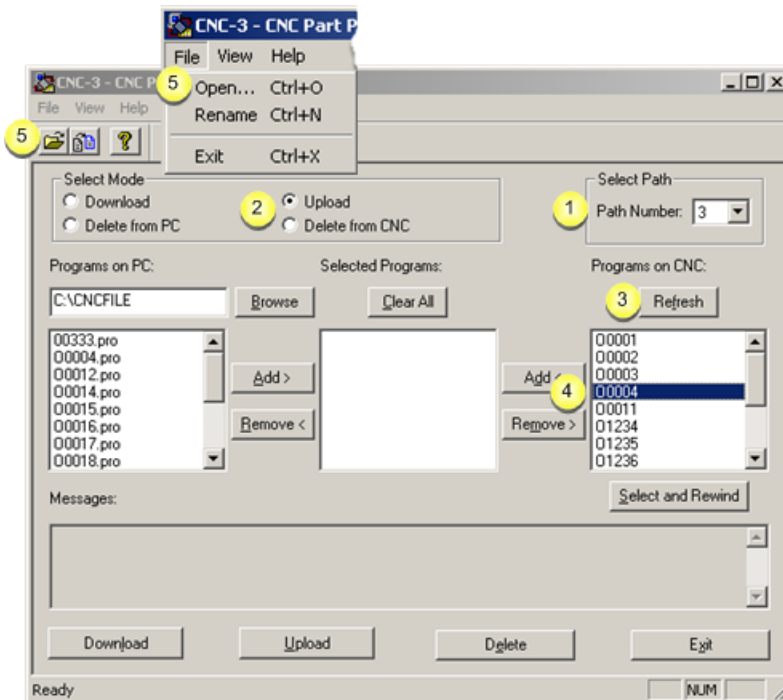 CNC-3 - CNC Part P
File View Help
5 Open... Ctrl+O
Rename Ctrl+N
Exit Ctrl+X
CNC-3 - CNC P
File View Help
5
Select Mode
Download
Delete from PC
2 Upload
Delete from CNC
Select Path
1 Path Number: 3
Programs on PC:
Selected Programs:
Programs on CNC:
C:\CNCFILE
Browse
Clear All
3 Refresh
00333.pro
O0004.pro
O0012.pro
O0014.pro
O0015.pro
O0016.pro
O0017.pro
O0018.pro
Add >
Remove <
Add <
4
Remove >
O0001
O0002
O0003
O0004
O0011
O1234
O1235
O1236
Select and Rewind
Messages:
Download
Upload
Delete
Exit
Ready
NUM